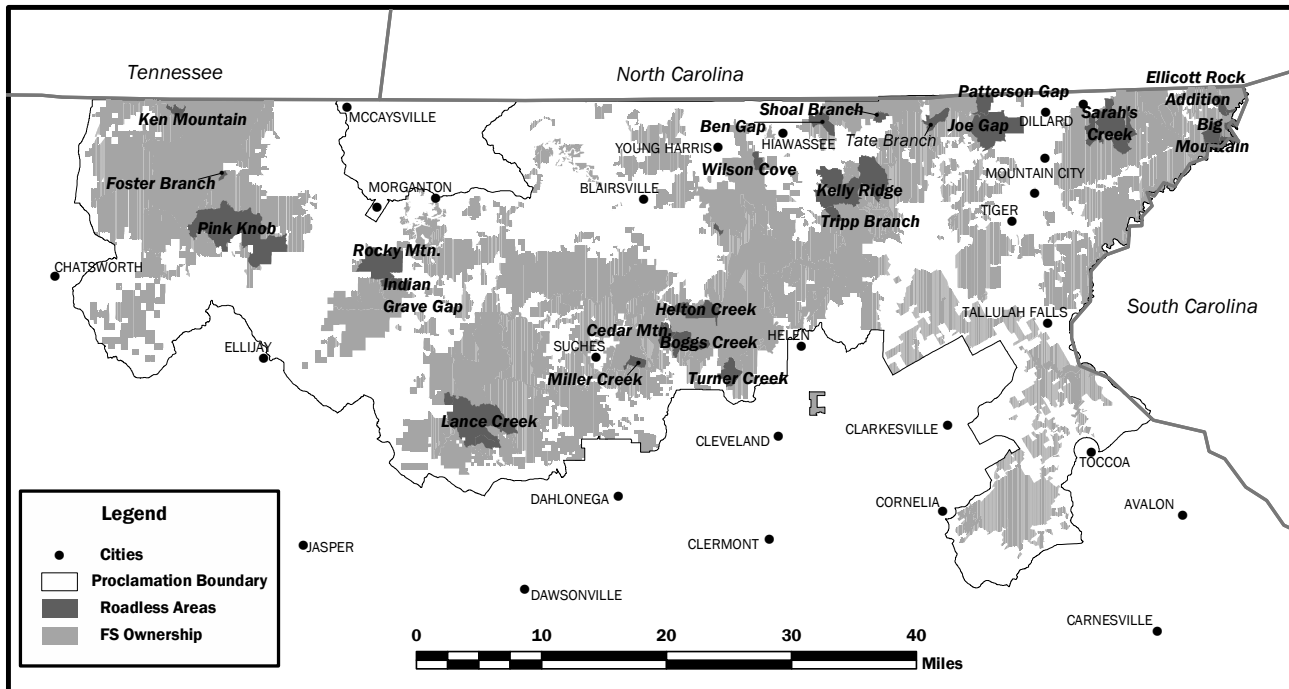 Tennessee
North Carolina
Ellicott Rock
Addition
Patterson Gap
Ken Mountain
MCCAYSVILLE
Shoal Branch
DILLARD
Sarah's
Creek
Big
Mountain
Ben Gap
HIAWASSEE
Tate Branch
Joe Gap
YOUNG HARRIS
Wilson Cove
MOUNTAIN CITY
Foster Branch
MORGANTON
BLAIRSVILLE
Kelly Ridge
Tripp Branch
TIGER
Pink Knob
Rocky Mtn.
CHATSWORTH
Indian
Grave Gap
Helton Creek
TALLULAH FALLS
South Carolina
Cedar Mtn.
Boggs Creek
HELEN
SUCHES
ELLIJAY
Miller Creek
Turner Creek
Lance Creek
CLEVELAND
CLARKESVILLE
TOCCOA
DAHLONEGA
CORNELIA
AVALON
JASPER
CLERMONT
DAWSONVILLE
CARNESVILLE
Legend
Cities
Proclamation Boundary
Roadless Areas
FS Ownership
0 10 20 30 40
Miles